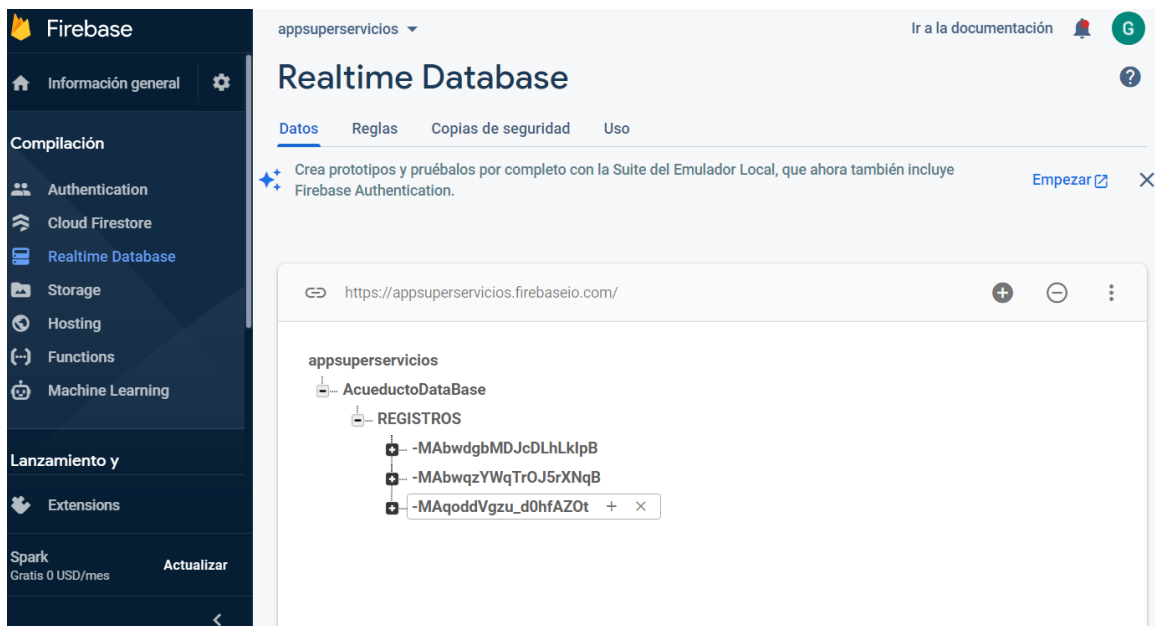 Firebase
appsuperservicios
Ir a la documentación
G
Información general
Realtime Database
Datos
Reglas
Copias de seguridad
Uso
Compilación
Authentication
Cloud Firestore
Realtime Database
Storage
Hosting
Functions
Machine Learning
Lanzamiento y
Extensions
Spark
Gratis 0 USD/mes
Actualizar
Crea prototipos y pruébalos por completo con la Suite del Emulador Local, que ahora también incluye
Firebase Authentication.
Empezar
https://appsuperservicios.firebaseio.com/
appsuperservicios
AcueductoDataBase
REGISTROS
-MAbwdgbMDJcDLhLkIpB
-MAbwqzYWqTrOJ5rXNqB
-MAqoddVgzu_d0hfAZOt